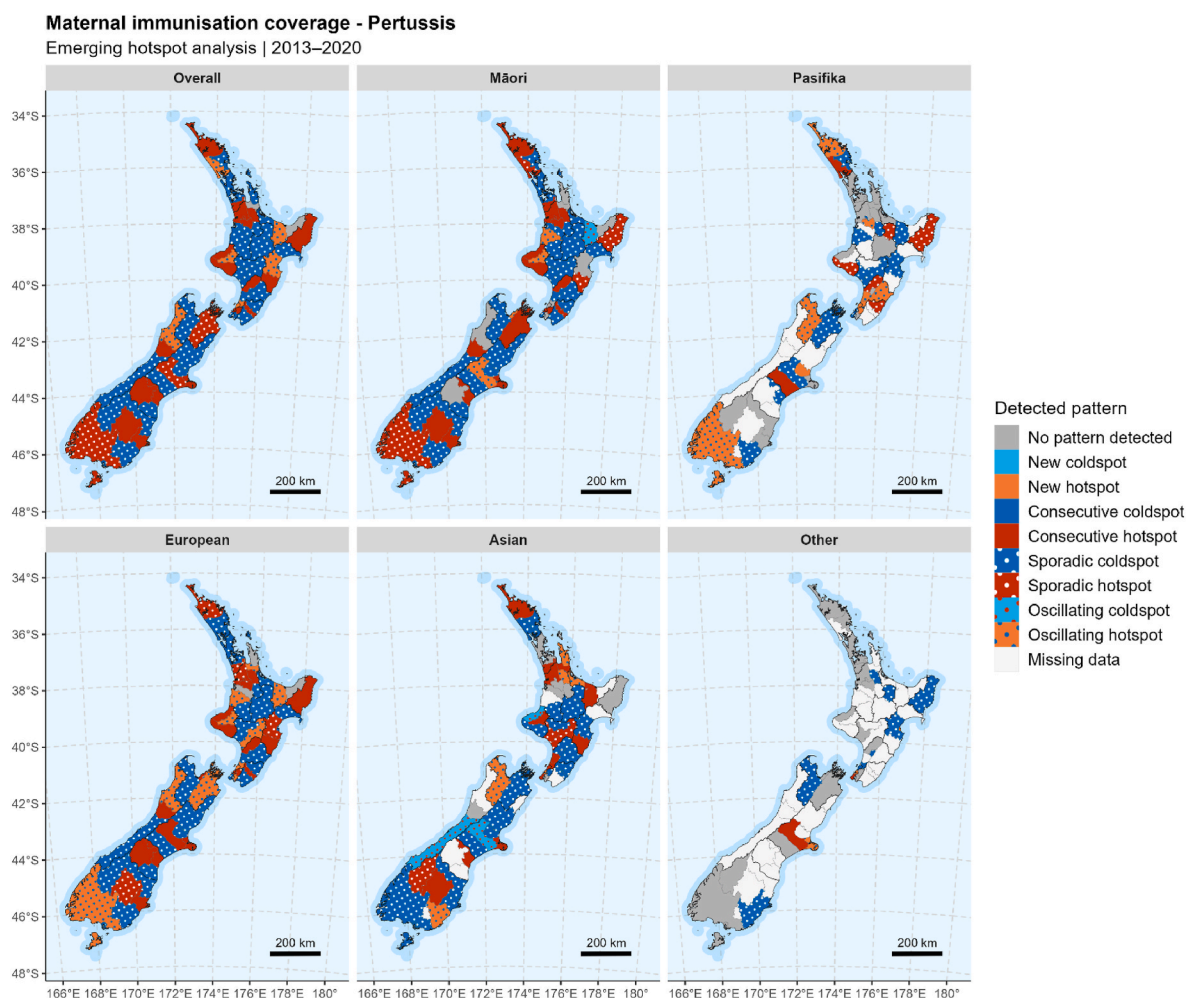 Maternal immunisation coverage - Pertussis
Emerging hotspot analysis | 2013–2020
Overall
Māori
Pasifika
34°S
36°S
38°S
40°S
42°S
44°S
46°S
48°S
200 km
200 km
200 km
European
Asian
Other
34°S
36°S
38°S
40°S
42°S
44°S
46°S
48°S
200 km
200 km
200 km
166°E 168°E 170°E 172°E 174°E 176°E 178°E 180°
166°E 168°E 170°E 172°E 174°E 176°E 178°E 180°
166°E 168°E 170°E 172°E 174°E 176°E 178°E 180°
Detected pattern
No pattern detected
New coldspot
New hotspot
Consecutive coldspot
Consecutive hotspot
Sporadic coldspot
Sporadic hotspot
Oscillating coldspot
Oscillating hotspot
Missing data